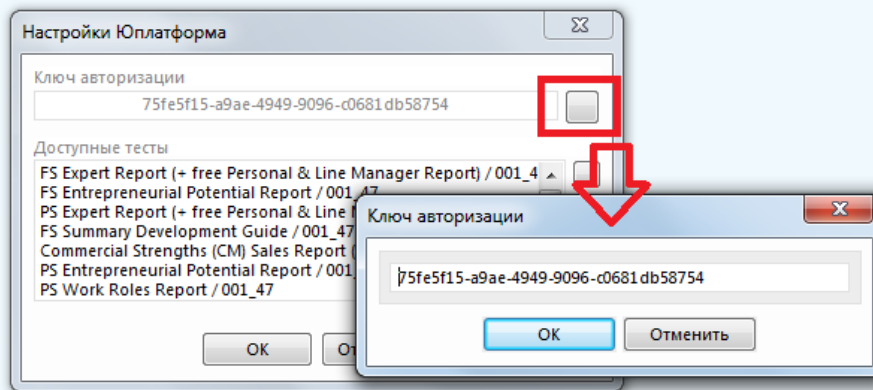 Настройки Юплатформа
Ключ авторизации
75fe5f15-a9ae-4949-9096-c0681db58754
Доступные тесты
FS Expert Report (+ free Personal & Line Manager Report) / 001_4
FS Entrepreneurial Potential Report / 001_47
PS Expert Report (+ free Personal & Line
FS Summary Development Guide / 001_47
Commercial Strengths (CM) Sales Report (
PS Entrepreneurial Potential Report / 001_
PS Work Roles Report / 001_47
OK
От
Ключ авторизации
75fe5f15-a9ae-4949-9096-c0681db58754
OK
Отменить